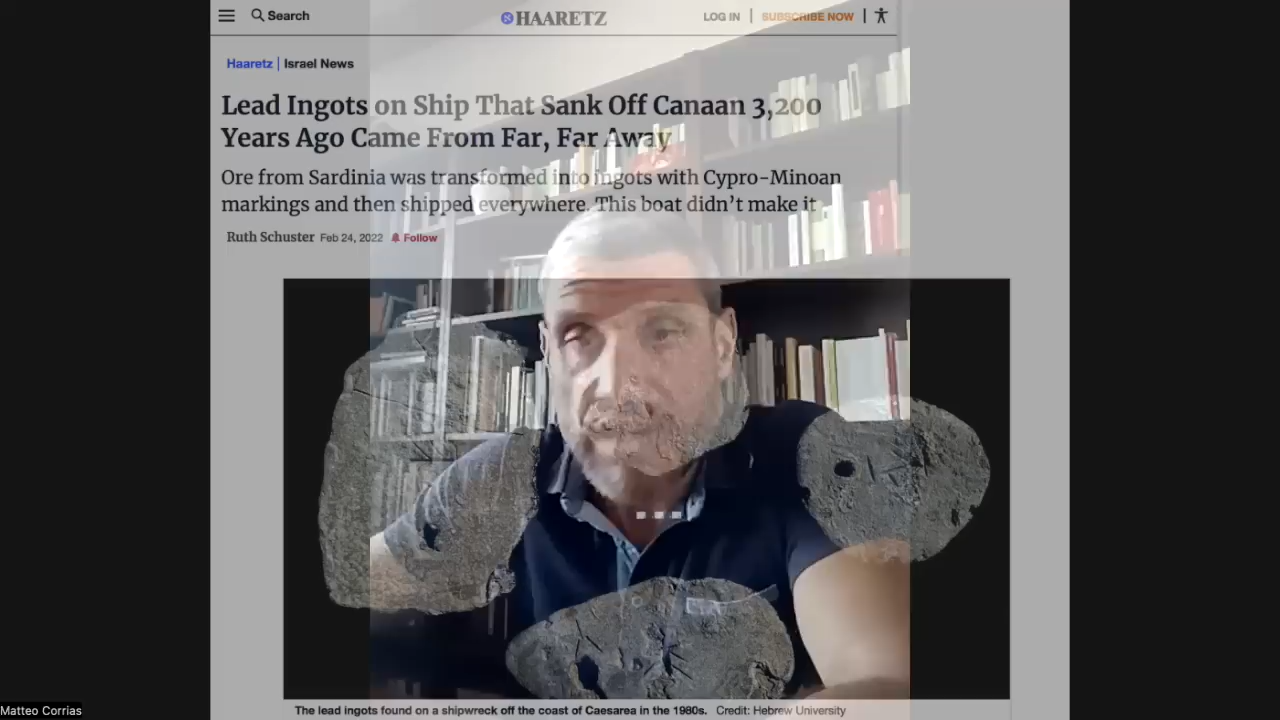 Search
HAARETZ
LOG IN | SUBSCRIBE NOW |
Haaretz | Israel News
Lead Ingots on Ship That Sank Off Canaan 3,200
Years Ago Came From Far, Far Away
Ore from Sardinia was transformed into ingots with Cypro-Minoan
markings and then shipped everywhere. This boat didn’t make it
Ruth Schuster Feb 24, 2022 Follow
The lead ingots found on a shipwreck off the coast of Caesarea in the 1980s. Credit: Hebrew University
Matteo Corrias